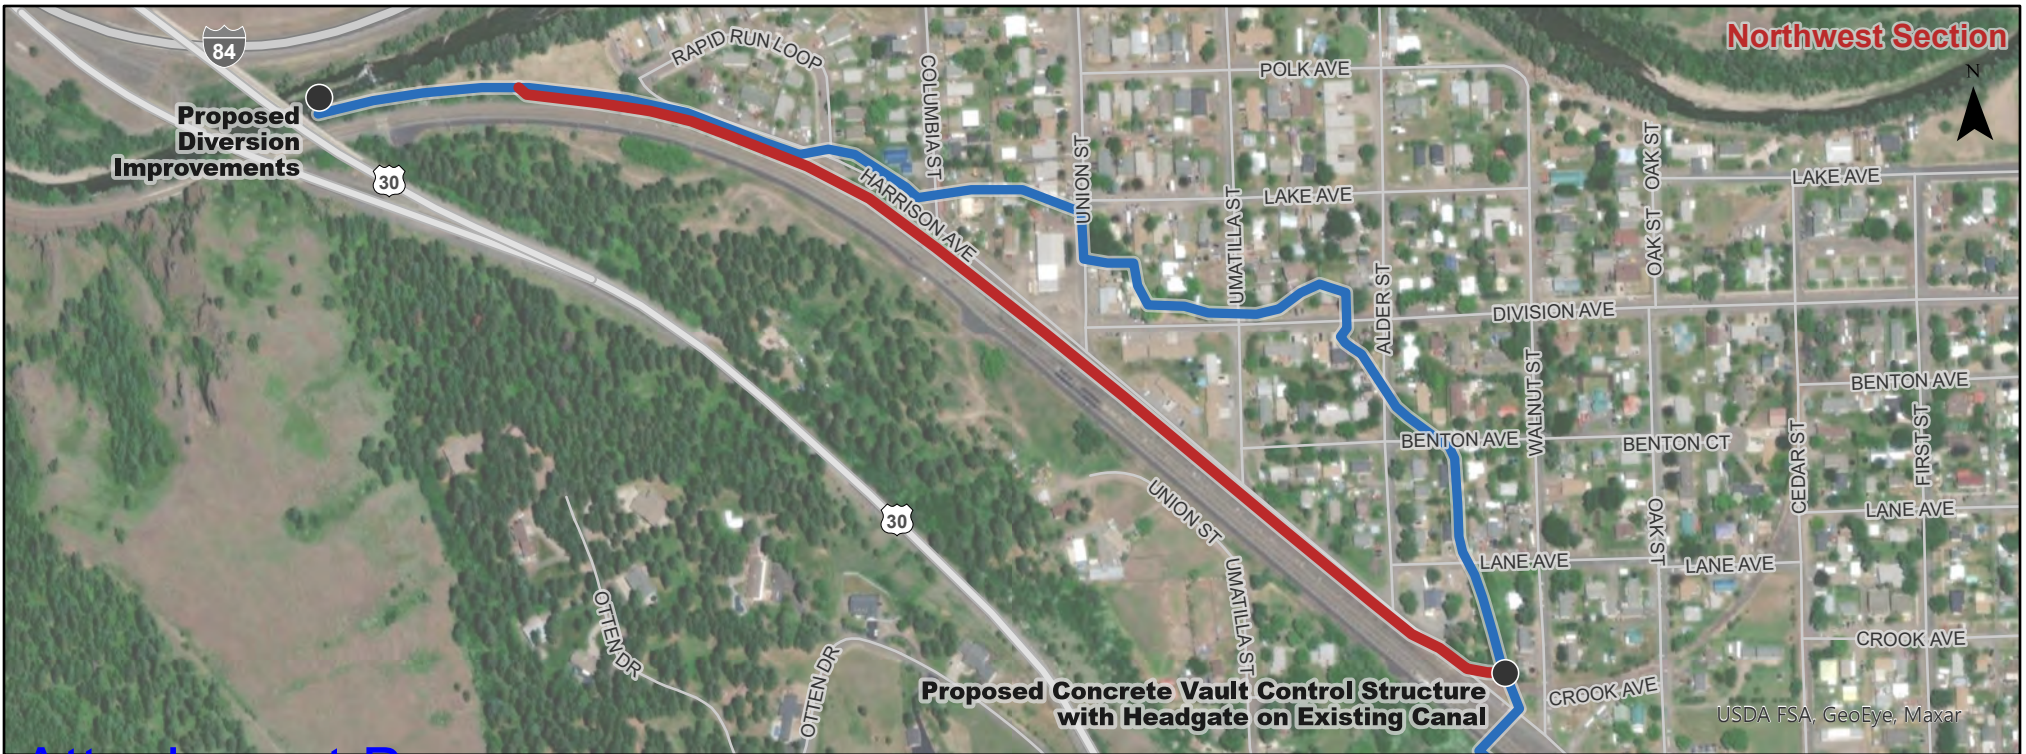 Northwest Section
N
84
RAPID RUN LOOP
COLUMBIA ST
POLK AVE
Proposed
Diversion
Improvements
30
UNION ST
OAK ST
LAKE AVE
LAKE AVE
HARRISON AVE
UMATILLA ST
OAK ST
ALDER ST
DIVISION AVE
WALNUT ST
BENTON AVE
BENTON AVE
BENTON CT
CEDAR ST
FIRST ST
30
UNION ST
OAK ST
LANE AVE
LANE AVE
LANE AVE
UMATILLA ST
OTTEN DR
OTTEN DR
CROOK AVE
Proposed Concrete Vault Control Structure
with Headgate on Existing Canal
CROOK AVE
USDA FSA, GeoEye, Maxar